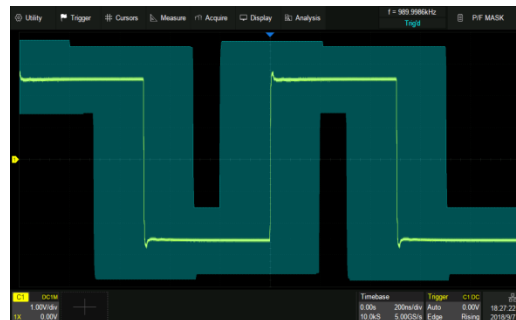 Utility Trigger Cursors Measure Acquire Display Analysis f = 989.9986kHz P/F MASK
Trig'd
C1 DC1M
1.00V/div
1X 0.00V
Timebase
0.00s 200ns/div
10.0kS 5.00GS/s
Trigger C1 DC
Auto 0.00V
Edge Rising
18:27:22
2018/9/7